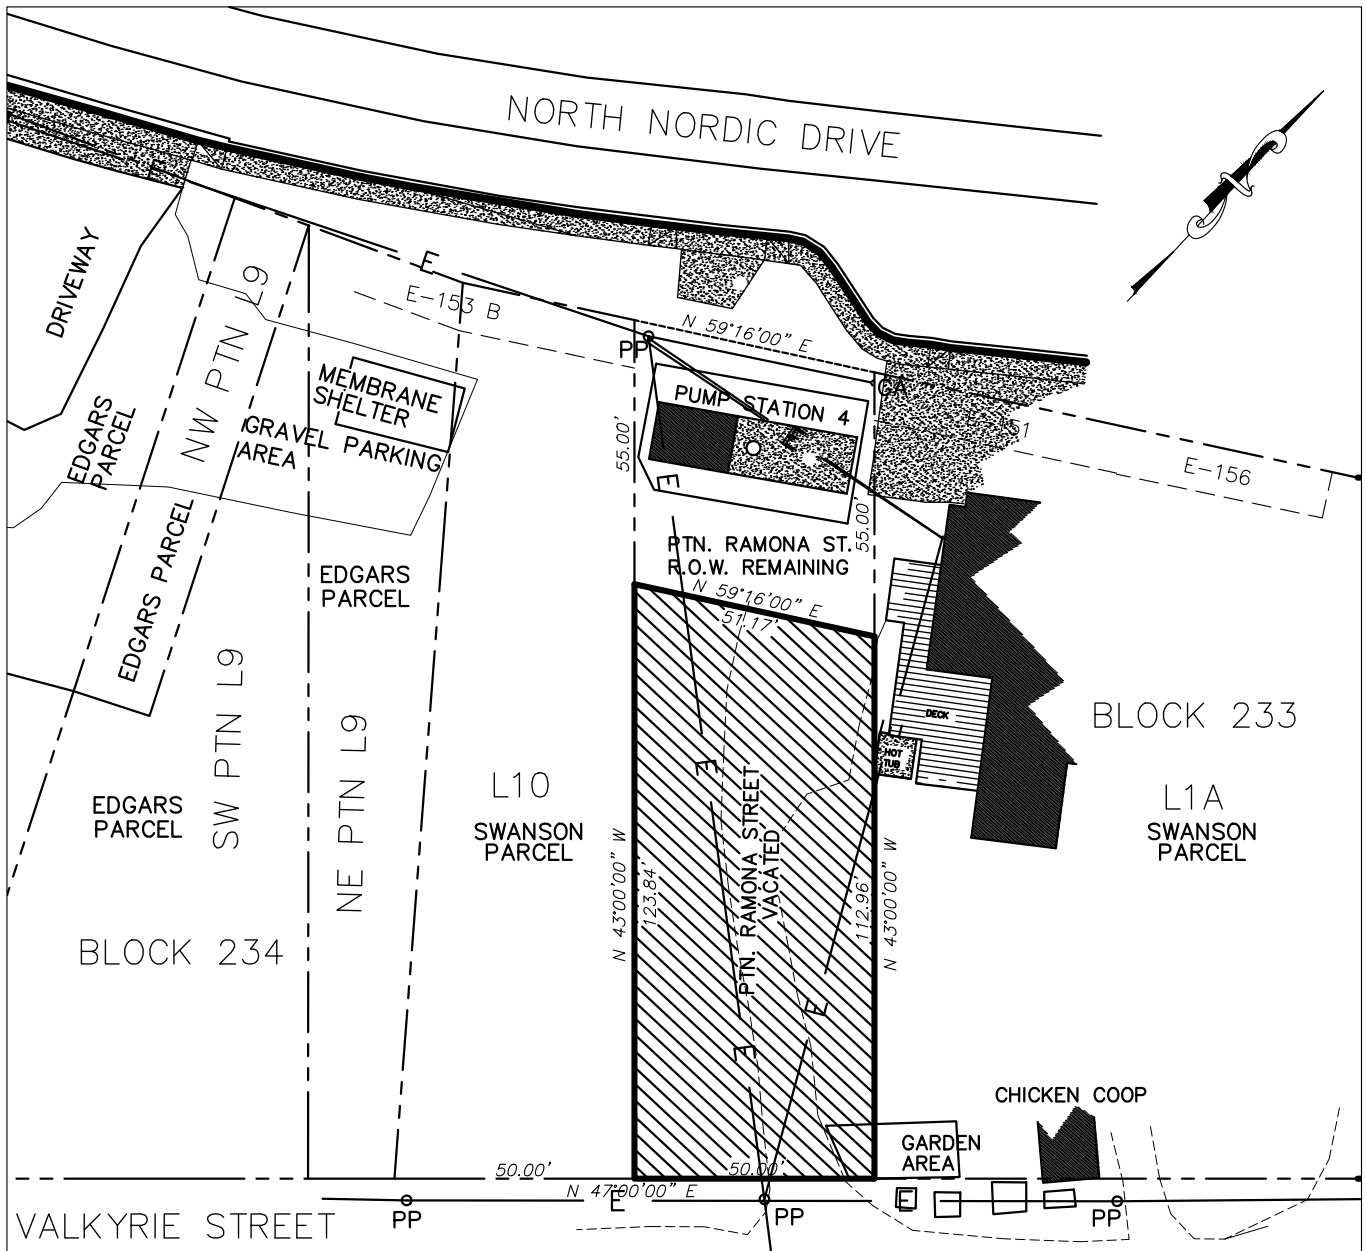 NORTH NORDIC DRIVE
DRIVEWAY
NW PTN L9
E
E-153 B
N 59°16'00" E
PP
MEMBRANE
SHELTER
GRAVEL PARKING
AREA
EDGARS
PARCEL
PUMP STATION 4
E
E
55.00'
55.00'
E-156
PTN. RAMONA ST.
R.O.W. REMAINING
N 59°16'00" E
51.17'
EDGARS PARCEL
EDGARS
PARCEL
SW PTN L9
NE PTN L9
EDGARS
PARCEL
L10
SWANSON
PARCEL
BLOCK 234
N 43°00'00" W
123.84'
E
E
E
PTN. RAMONA STREET
VACATED
112.96'
N 43°00'00" W
DECK
HOT
TUB
BLOCK 233
L1A
SWANSON
PARCEL
CHICKEN COOP
GARDEN
AREA
50.00'
50.00'
N 47°00'00" E
E
E
PP
PP
PP
VALKYRIE STREET